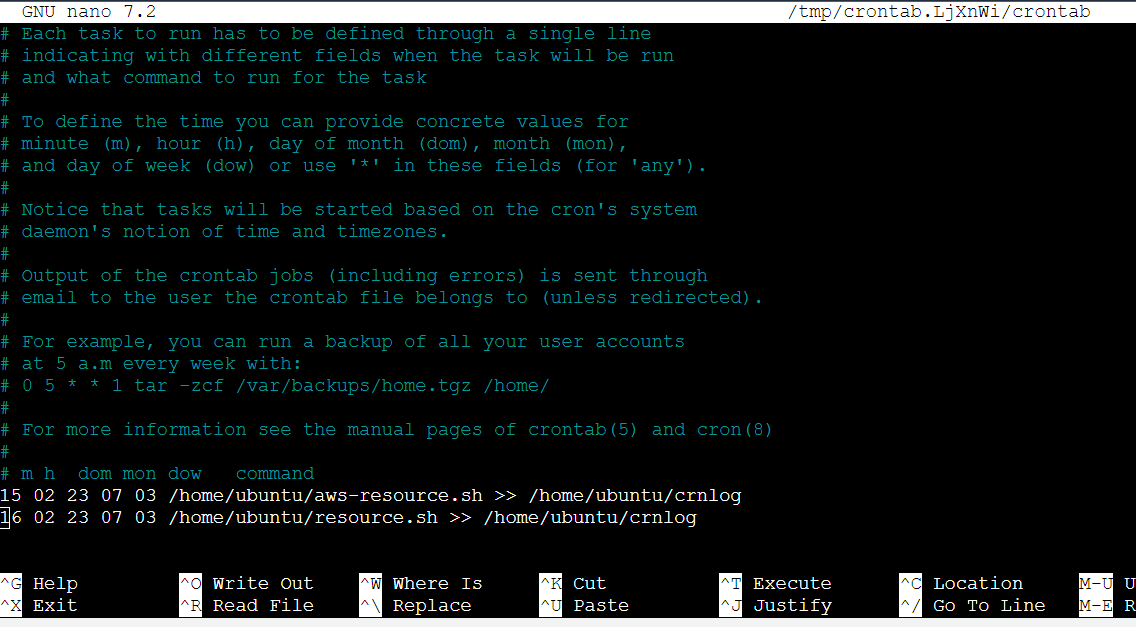 GNU nano 7.2 /tmp/crontab.LjXnWi/crontab
# Each task to run has to be defined through a single line
# indicating with different fields when the task will be run
# and what command to run for the task
#
# To define the time you can provide concrete values for
# minute (m), hour (h), day of month (dom), month (mon),
# and day of week (dow) or use '*' in these fields (for 'any').
#
# Notice that tasks will be started based on the cron's system
# daemon's notion of time and timezones.
#
# Output of the crontab jobs (including errors) is sent through
# email to the user the crontab file belongs to (unless redirected).
#
# For example, you can run a backup of all your user accounts
# at 5 a.m every week with:
# 0 5 * * 1 tar -zcf /var/backups/home.tgz /home/
#
# For more information see the manual pages of crontab(5) and cron(8)
#
# m h  dom mon dow   command
15 02 23 07 03 /home/ubuntu/aws-resource.sh >> /home/ubuntu/crnlog
16 02 23 07 03 /home/ubuntu/resource.sh >> /home/ubuntu/crnlog
^G Help ^O Write Out ^W Where Is ^K Cut ^T Execute ^C Location M-U U
^X Exit ^R Read File ^\ Replace ^U Paste ^J Justify ^/ Go To Line M-E R